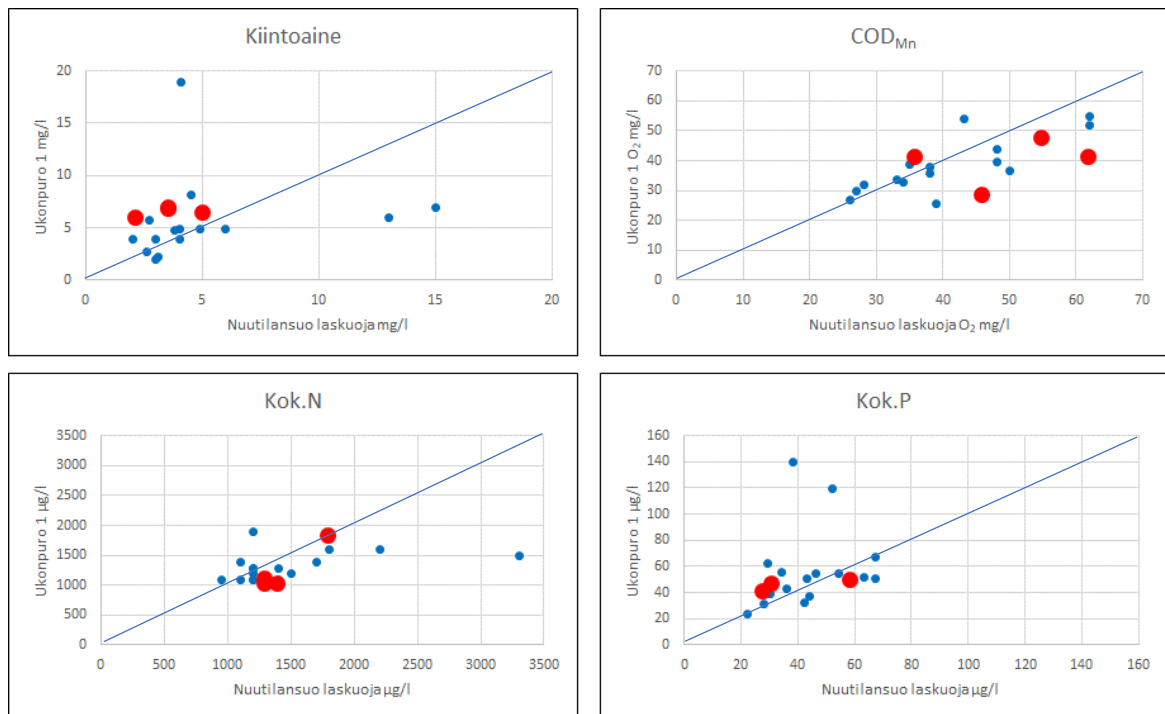 Kiintoaine
20
15
10
5
0
0 5 10 15 20
Ukonpuro 1 mg/l
Nuutilansuo laskuoja mg/l
COD_Mn
70
60
50
40
30
20
10
0
0 10 20 30 40 50 60 70
Ukonpuro 1 O₂ mg/l
Nuutilansuo laskuoja O₂ mg/l
Kok.N
3500
3000
2500
2000
1500
1000
500
0
0 500 1000 1500 2000 2500 3000 3500
Ukonpuro 1 µg/l
Nuutilansuo laskuoja µg/l
Kok.P
160
140
120
100
80
60
40
20
0
0 20 40 60 80 100 120 140 160
Ukonpuro 1 µg/l
Nuutilansuo laskuoja µg/l